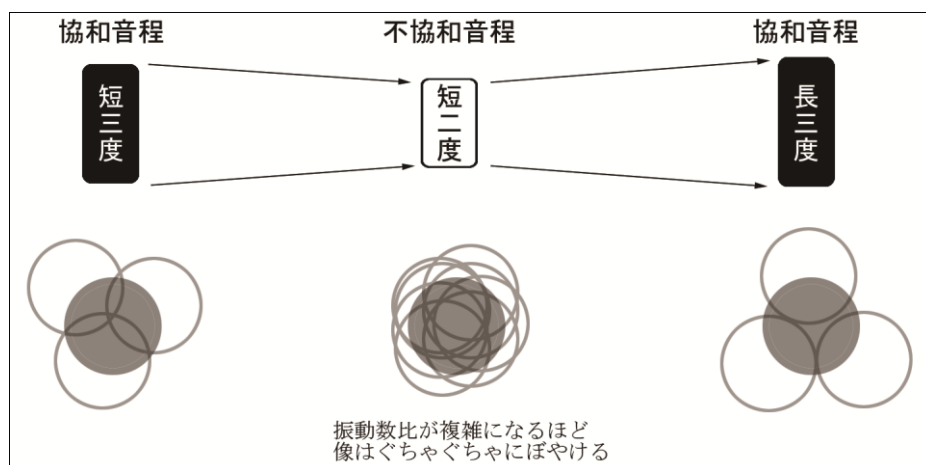 協和音程
不協和音程
協和音程
短三度
短二度
長三度
振動数比が複雑になるほど
像はぐちゃぐちゃにぼやける